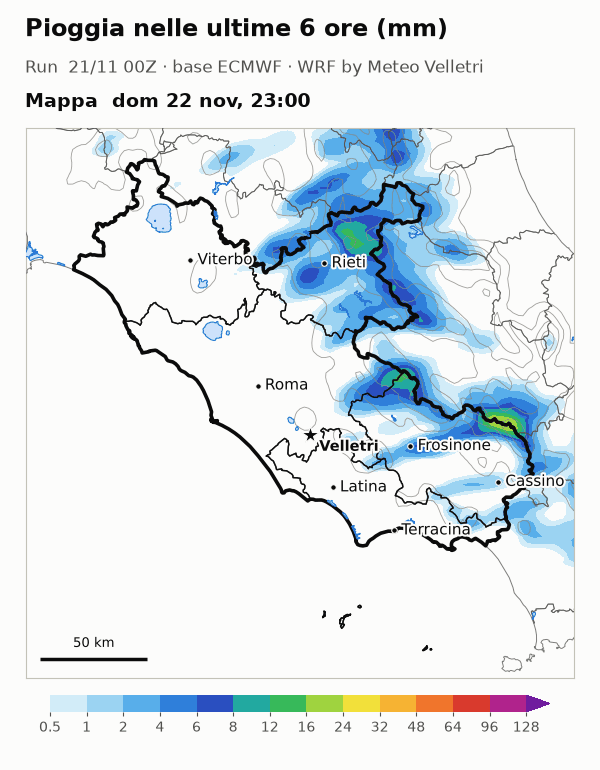 Pioggia nelle ultime 6 ore (mm)
Run  21/11 00Z · base ECMWF · WRF by Meteo Velletri
Mappa  dom 22 nov, 23:00
Viterbo
Rieti
Roma
Velletri
Frosinone
Latina
Cassino
Terracina
50 km
0.5 1 2 4 6 8 12 16 24 32 48 64 96 128